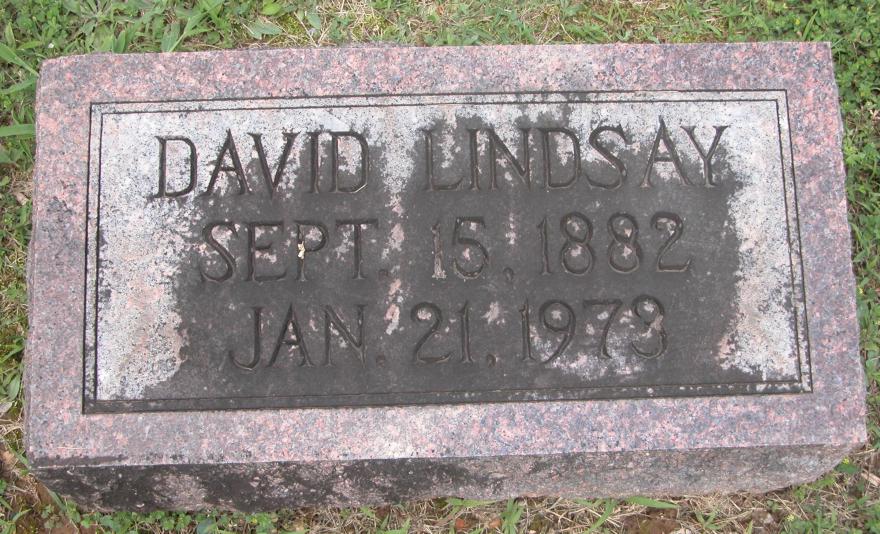 DAVID LINDSAY
SEPT. 15, 1882
JAN. 21, 1973